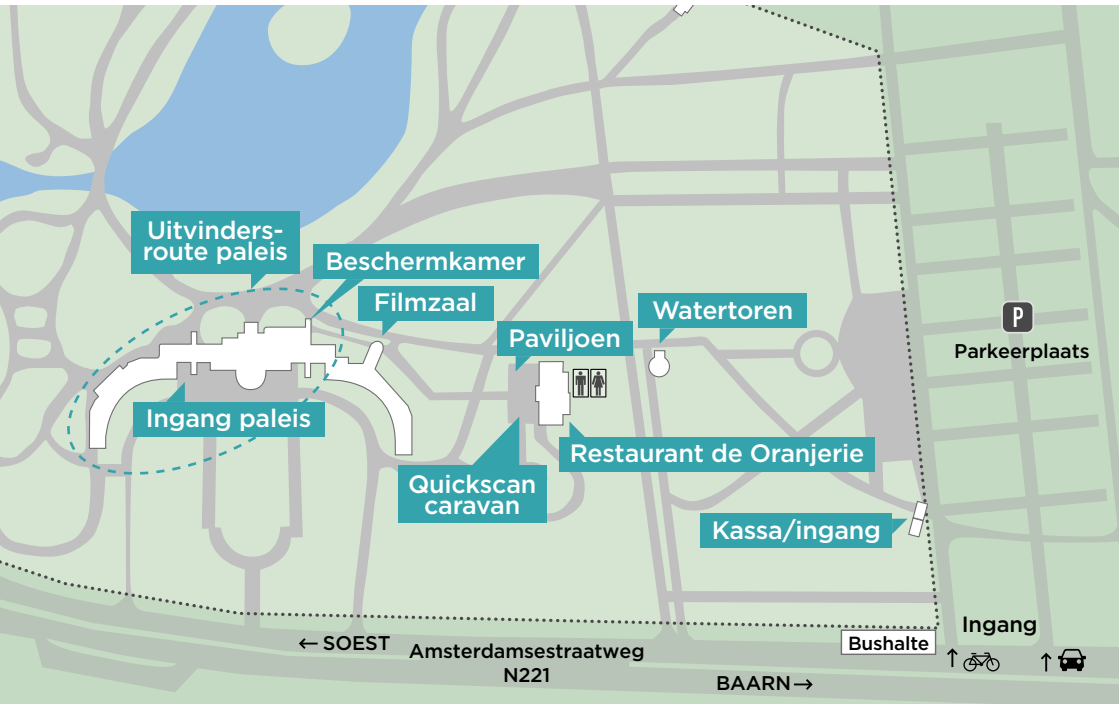 Uitvinders-
route paleis
Beschermkamer
Filmzaal
Watertoren
Paviljoen
P
Parkeerplaats
Ingang paleis
Restaurant de Oranjerie
Quickscan
caravan
Kassa/ingang
Ingang
← SOEST
Amsterdamsestraatweg
N221
Bushalte
BAARN→